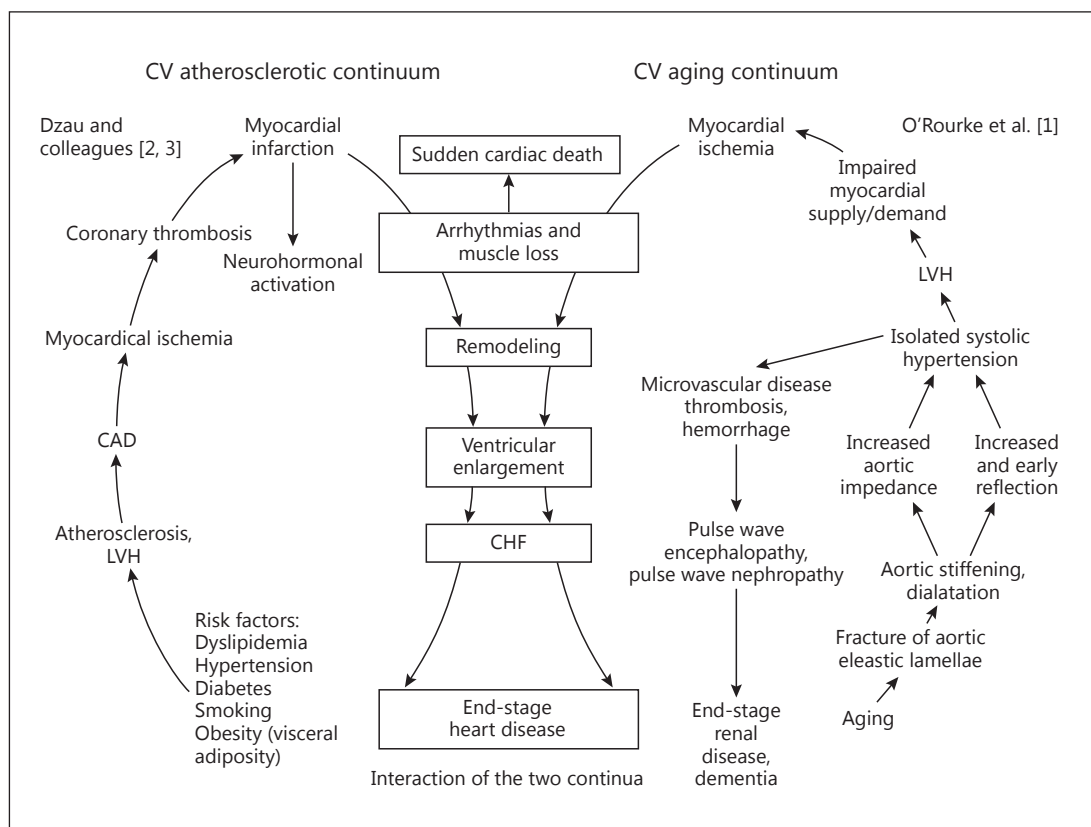 CV atherosclerotic continuum
CV aging continuum
Dzau and
colleagues [2, 3]
Myocardial
infarction
Sudden cardiac death
Myocardial
ischemia
O'Rourke et al. [1]
Impaired
myocardial
supply/demand
Coronary thrombosis
Arrhythmias and
muscle loss
Neurohormonal
activation
LVH
Myocardical ischemia
Remodeling
Isolated systolic
hypertension
Microvascular disease
thrombosis,
hemorrhage
CAD
Ventricular
enlargement
Increased
aortic
impedance
Increased
and early
reflection
Atherosclerosis,
LVH
CHF
Pulse wave
encephalopathy,
pulse wave nephropathy
Aortic stiffening,
dialatation
Risk factors:
Dyslipidemia
Hypertension
Diabetes
Smoking
Obesity (visceral
adiposity)
Fracture of aortic
eleastic lamellae
End-stage
heart disease
End-stage
renal
disease,
dementia
Aging
Interaction of the two continua